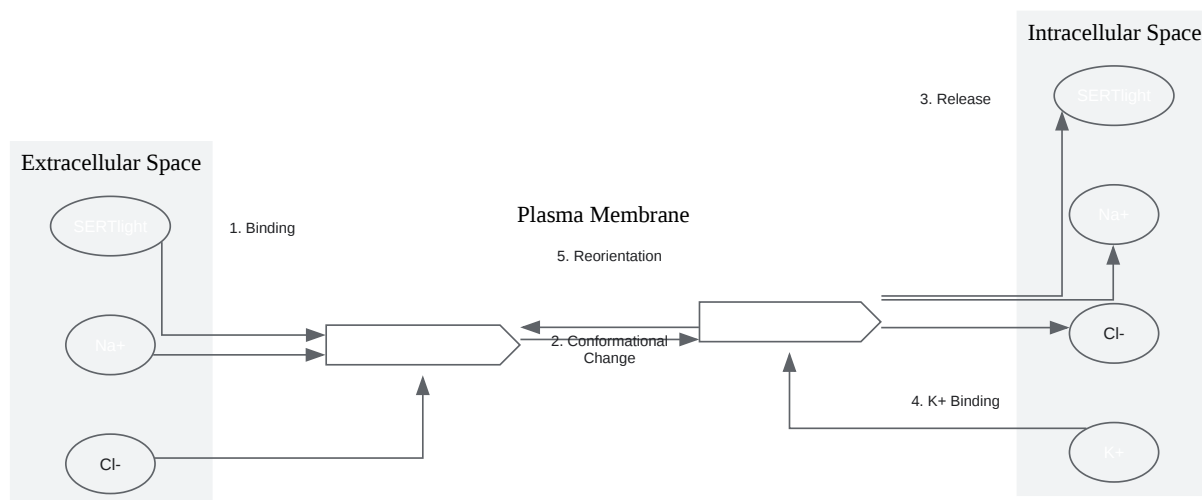 Intracellular Space
SERTlight
3. Release
Extracellular Space
SERTlight
1. Binding
Plasma Membrane
5. Reorientation
Na+
Na+
2. Conformational
Change
Cl-
4. K+ Binding
Cl-
K+